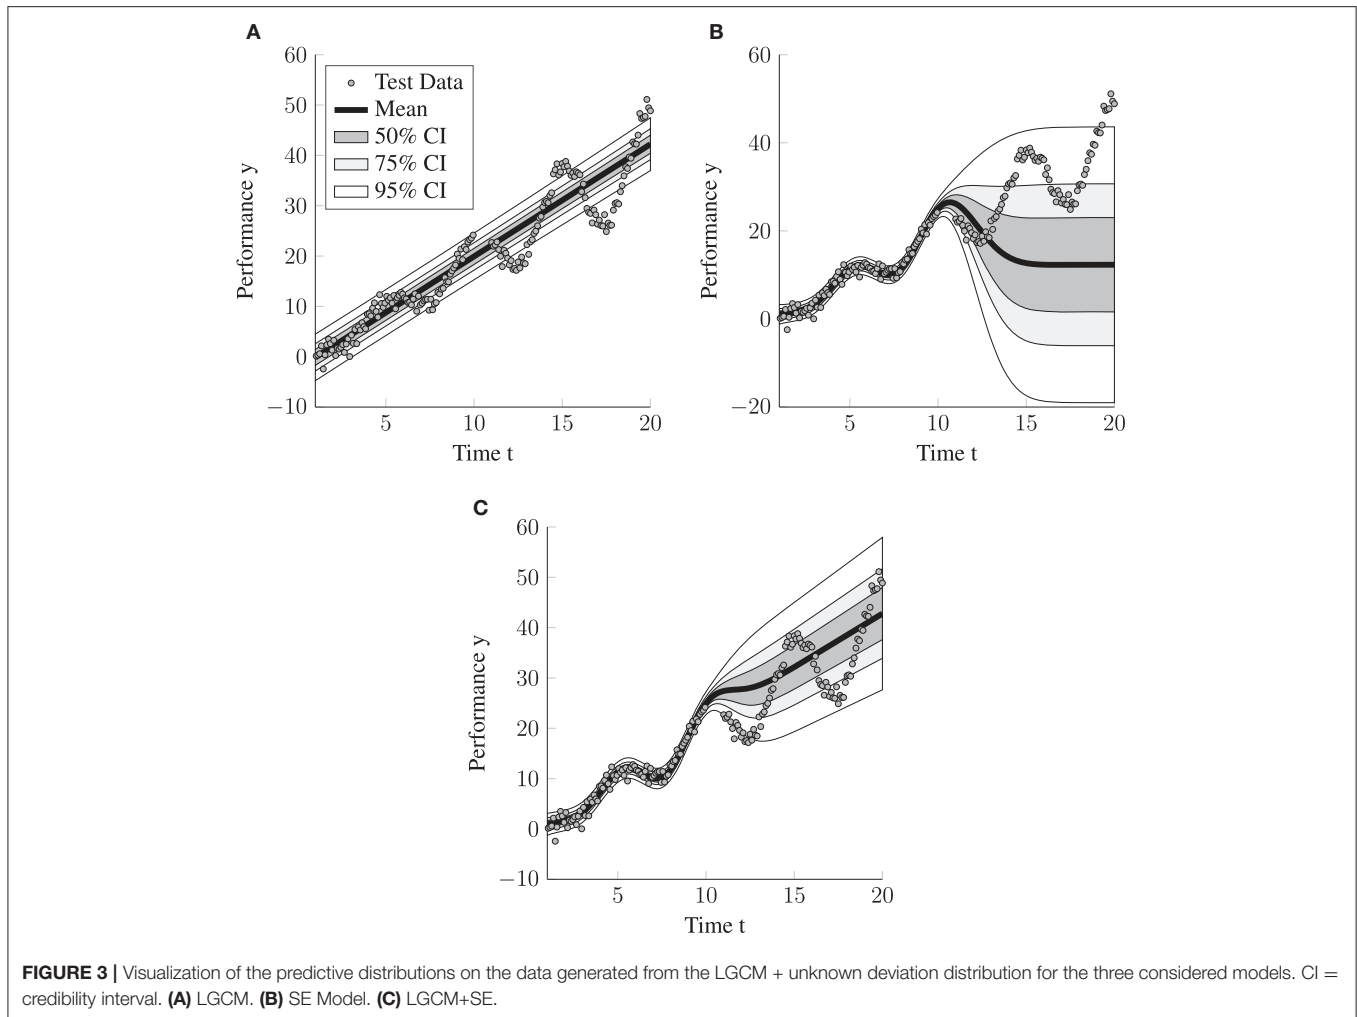 A
60
50
40
30
20
10
0
−10
Performance y
Test Data
Mean
50% CI
75% CI
95% CI
5
10
15
20
Time t
B
60
40
20
0
−20
Performance y
5
10
15
20
Time t
C
60
50
40
30
20
10
0
−10
Performance y
5
10
15
20
Time t
FIGURE 3 | Visualization of the predictive distributions on the data generated from the LGCM + unknown deviation distribution for the three considered models. CI =
credibility interval. (A) LGCM. (B) SE Model. (C) LGCM+SE.